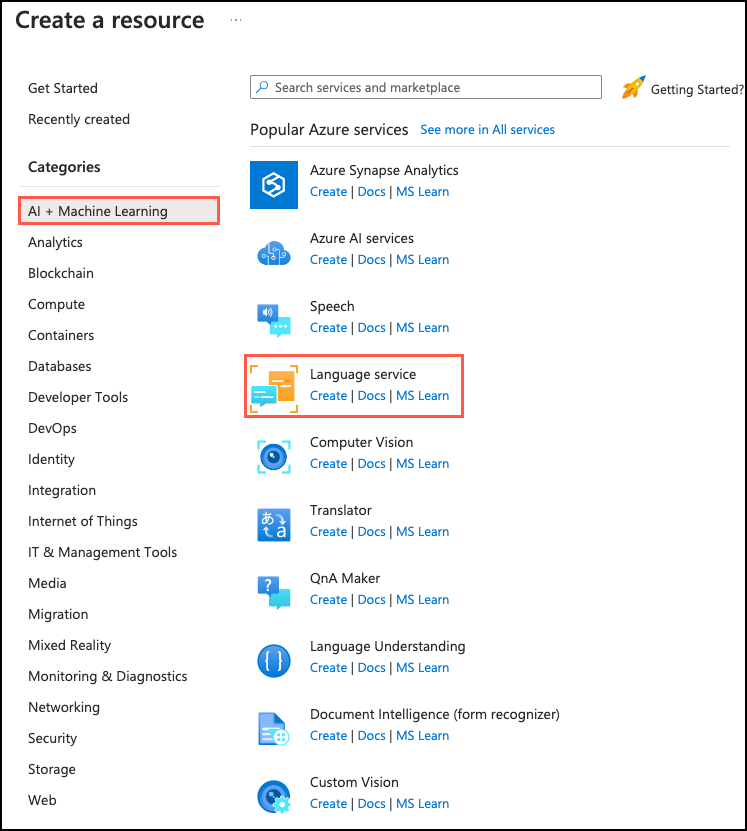 Create a resource ...
Get Started
Recently created
Categories
AI + Machine Learning
Analytics
Blockchain
Compute
Containers
Databases
Developer Tools
DevOps
Identity
Integration
Internet of Things
IT & Management Tools
Media
Migration
Mixed Reality
Monitoring & Diagnostics
Networking
Security
Storage
Web
Search services and marketplace
Getting Started?
Popular Azure services See more in All services
Azure Synapse Analytics
Create | Docs | MS Learn
Azure AI services
Create | Docs | MS Learn
Speech
Create | Docs | MS Learn
Language service
Create | Docs | MS Learn
Computer Vision
Create | Docs | MS Learn
あ a
Translator
Create | Docs | MS Learn
?
QnA Maker
Create | Docs | MS Learn
{ }
Language Understanding
Create | Docs | MS Learn
Document Intelligence (form recognizer)
Create | Docs | MS Learn
Custom Vision
Create | Docs | MS Learn